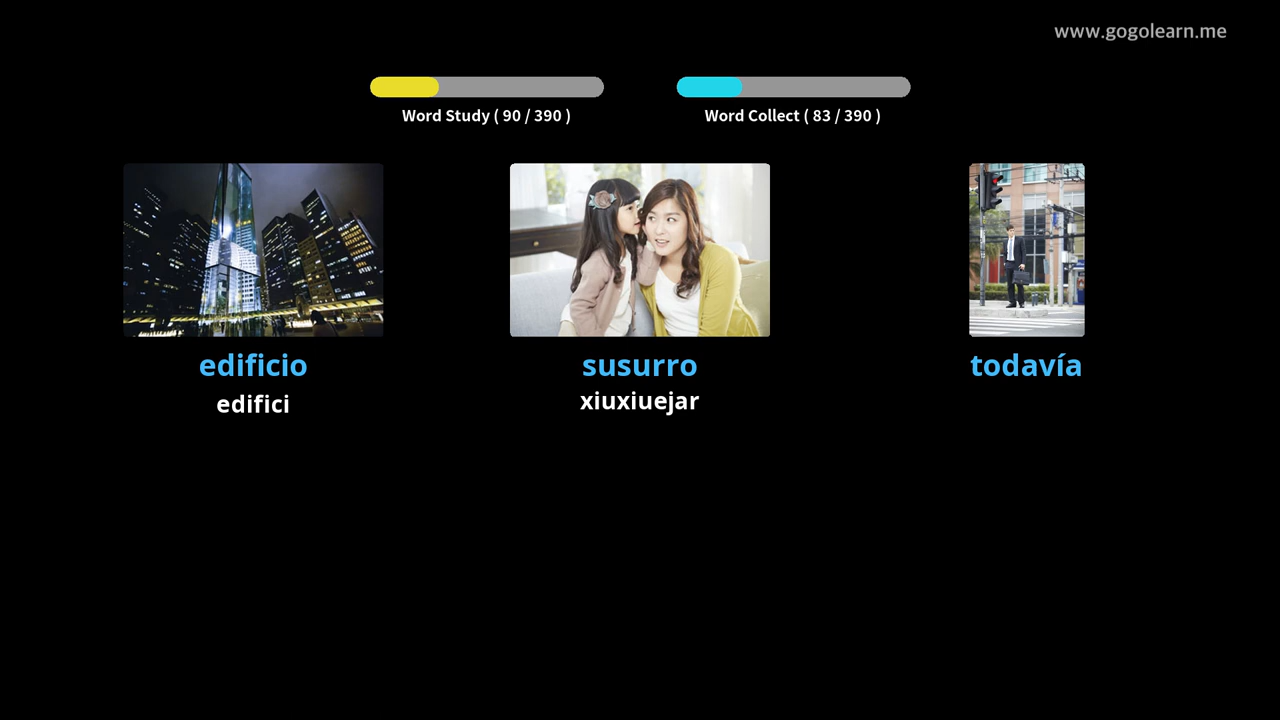 www.gogolearn.me
Word Study ( 90 / 390 )
Word Collect ( 83 / 390 )
edificio
susurro
todavía
edifici
xiuxiuejar